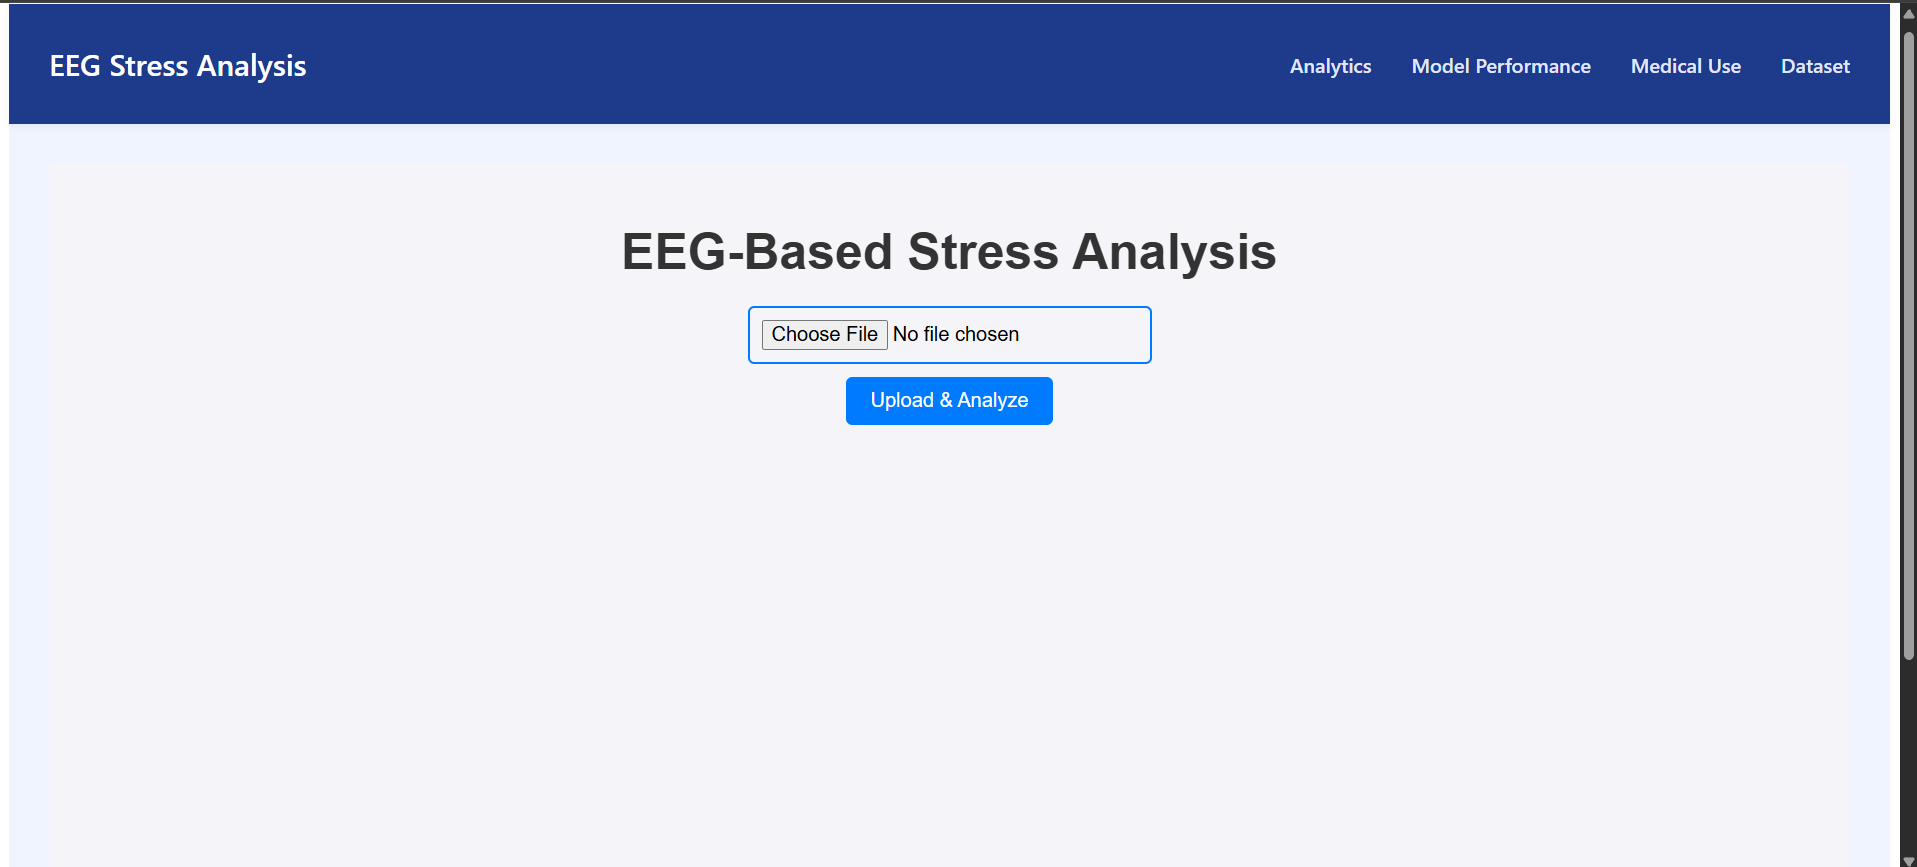 EEG Stress Analysis
Analytics Model Performance Medical Use Dataset
EEG-Based Stress Analysis
Choose File No file chosen
Upload & Analyze